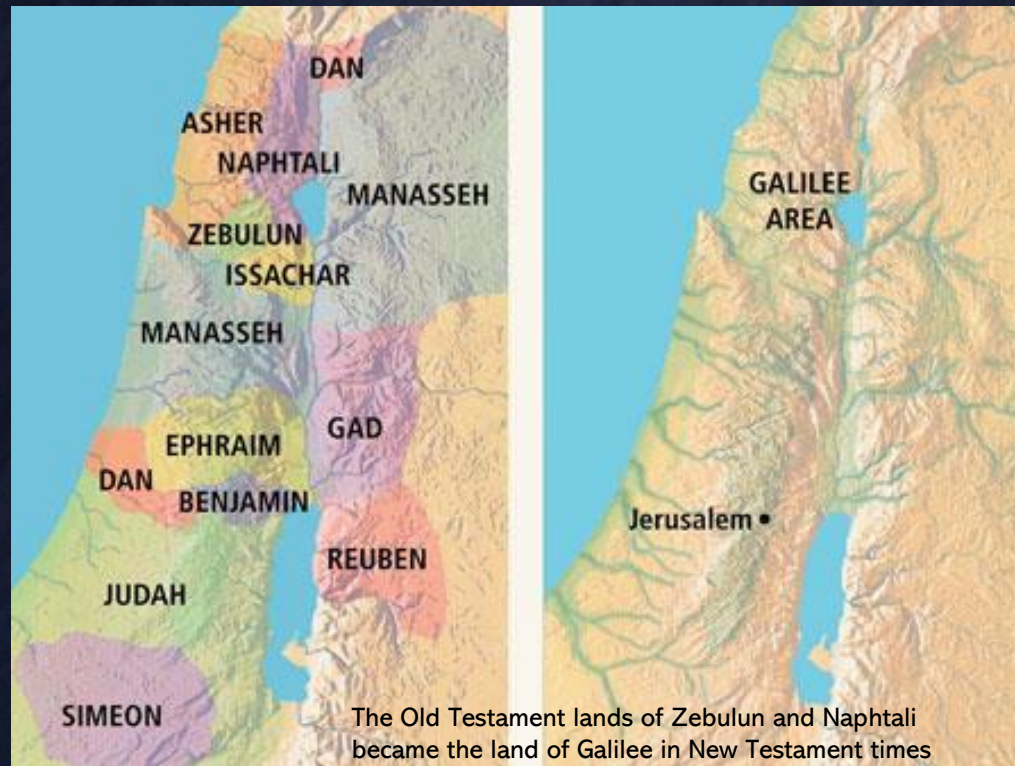 DAN
ASHER
NAPHTALI
MANASSEH
ZEBULUN
ISSACHAR
MANASSEH
EPHRAIM
GAD
DAN
BENJAMIN
REUBEN
JUDAH
SIMEON
GALILEE
AREA
Jerusalem
The Old Testament lands of Zebulun and Naphtali
became the land of Galilee in New Testament times